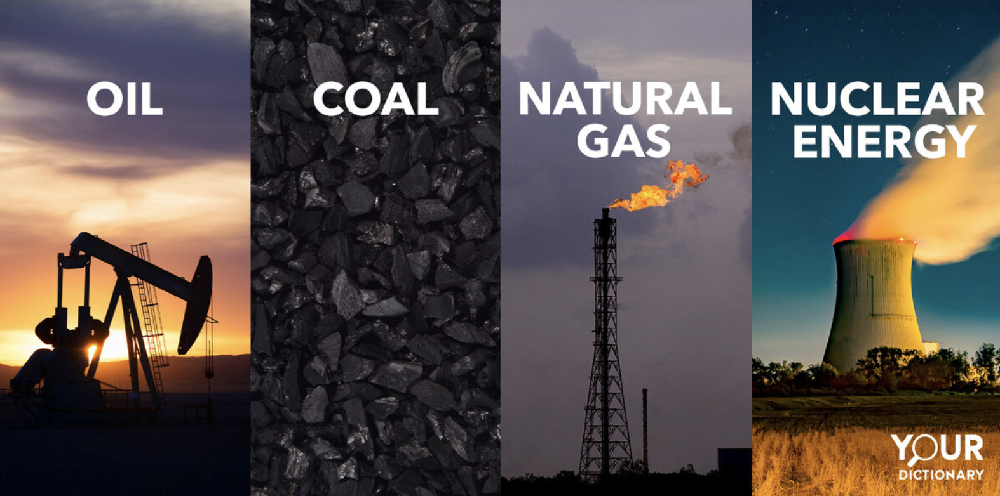 OIL
COAL
NATURAL
GAS
NUCLEAR
ENERGY
YOUR
DICTIONARY